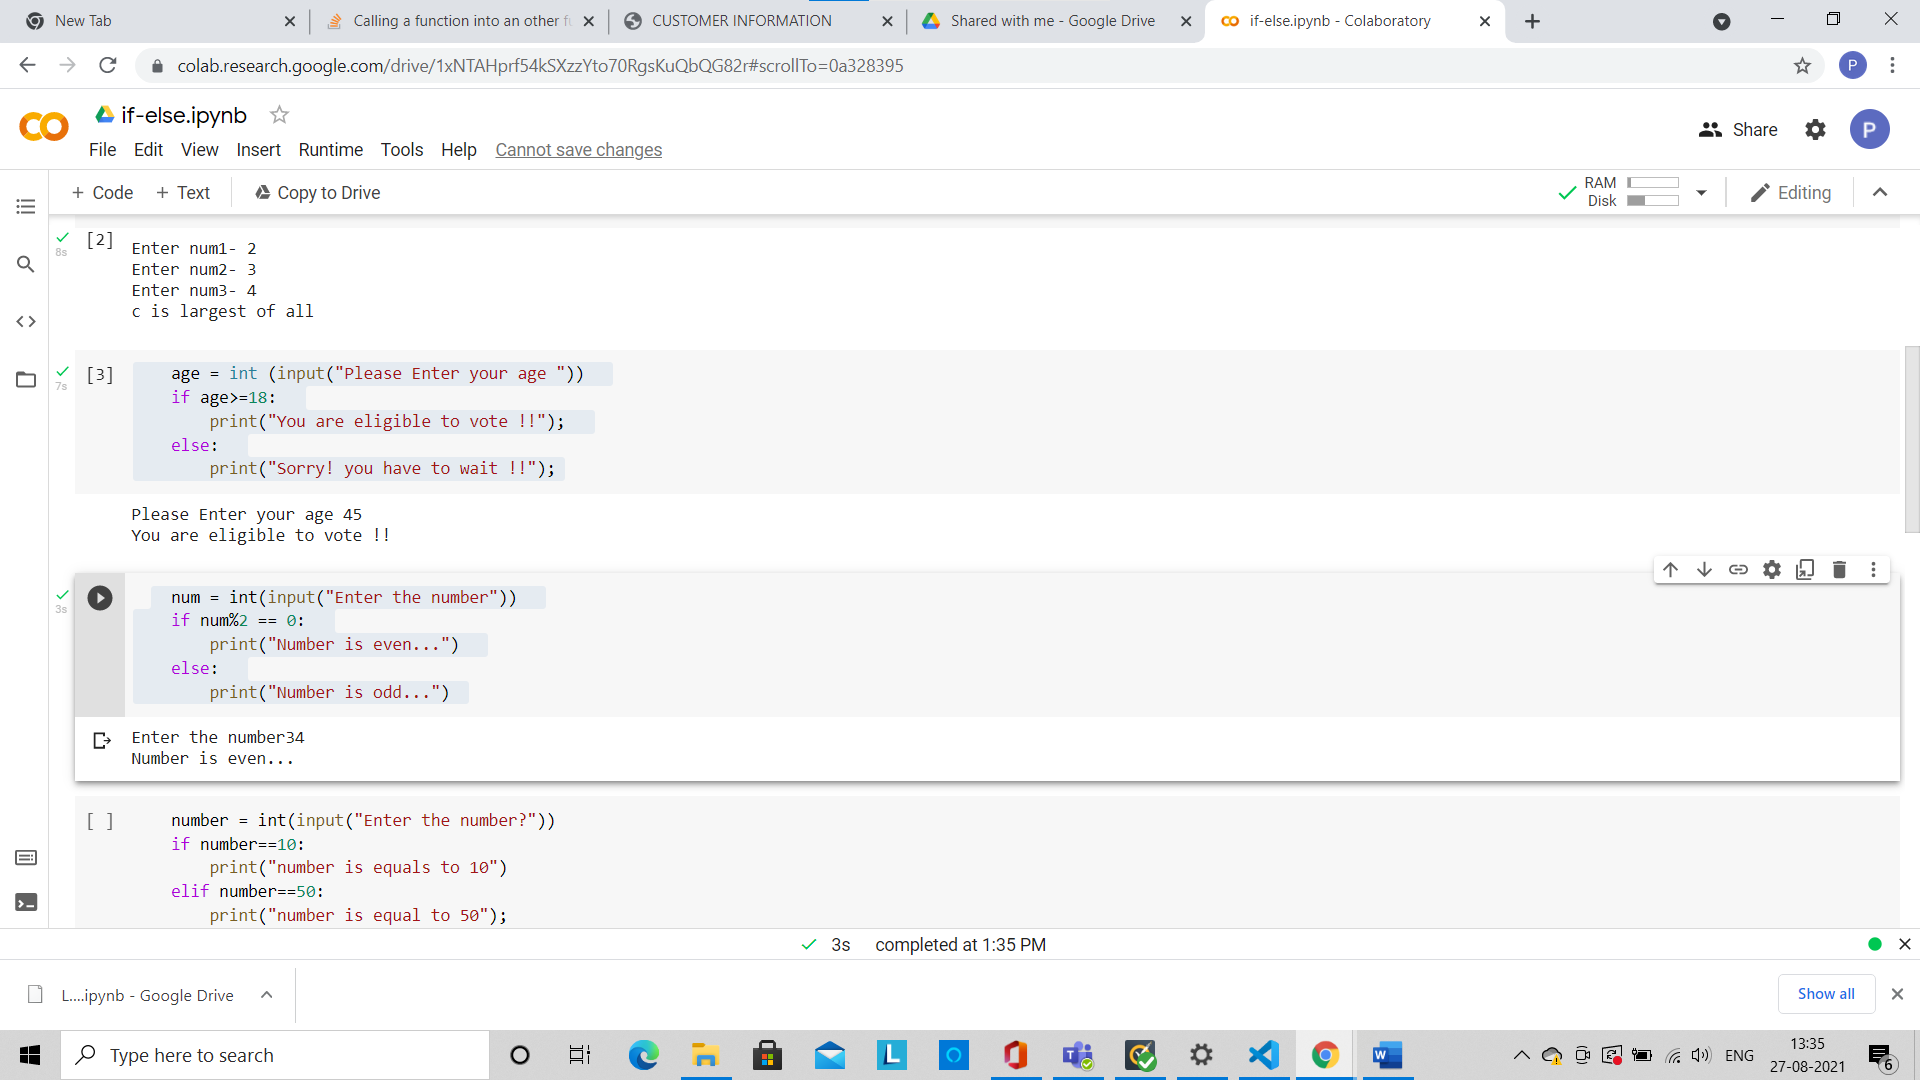 New Tab
Calling a function into an other fu
CUSTOMER INFORMATION
Shared with me - Google Drive
if-else.ipynb - Colaboratory
colab.research.google.com/drive/1xNTAHprf54kSXzzYto70RgsKuQbQG82r#scrollTo=0a328395
P
if-else.ipynb
Share
P
File Edit View Insert Runtime Tools Help Cannot save changes
+ Code + Text Copy to Drive
RAM
Disk
Editing
[2]
8s
Enter num1- 2
Enter num2- 3
Enter num3- 4
c is largest of all
[3]
7s
age = int (input("Please Enter your age "))
if age>=18:
print("You are eligible to vote !!");
else:
print("Sorry! you have to wait !!");
Please Enter your age 45
You are eligible to vote !!
3s
num = int(input("Enter the number"))
if num%2 == 0:
print("Number is even...")
else:
print("Number is odd...")
Enter the number34
Number is even...
[ ]
number = int(input("Enter the number?"))
if number==10:
print("number is equals to 10")
elif number==50:
print("number is equal to 50");
3s completed at 1:35 PM
L....ipynb - Google Drive
Show all
Type here to search
L
T
W
ENG
13:35
27-08-2021
6